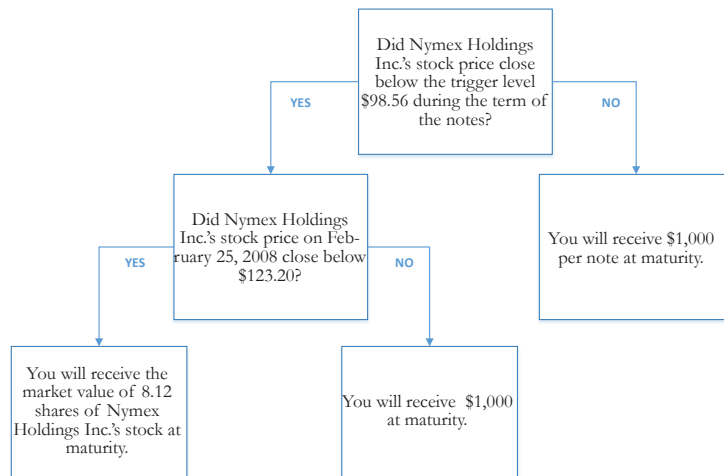 Did Nymex Holdings
Inc.'s stock price close
below the trigger level
$98.56 during the term of
the notes?
YES
NO
Did Nymex Holdings
Inc.'s stock price on Feb-
ruary 25, 2008 close below
$123.20?
You will receive $1,000
per note at maturity.
YES
NO
You will receive the
market value of 8.12
shares of Nymex
Holdings Inc.'s stock at
maturity.
You will receive $1,000
at maturity.